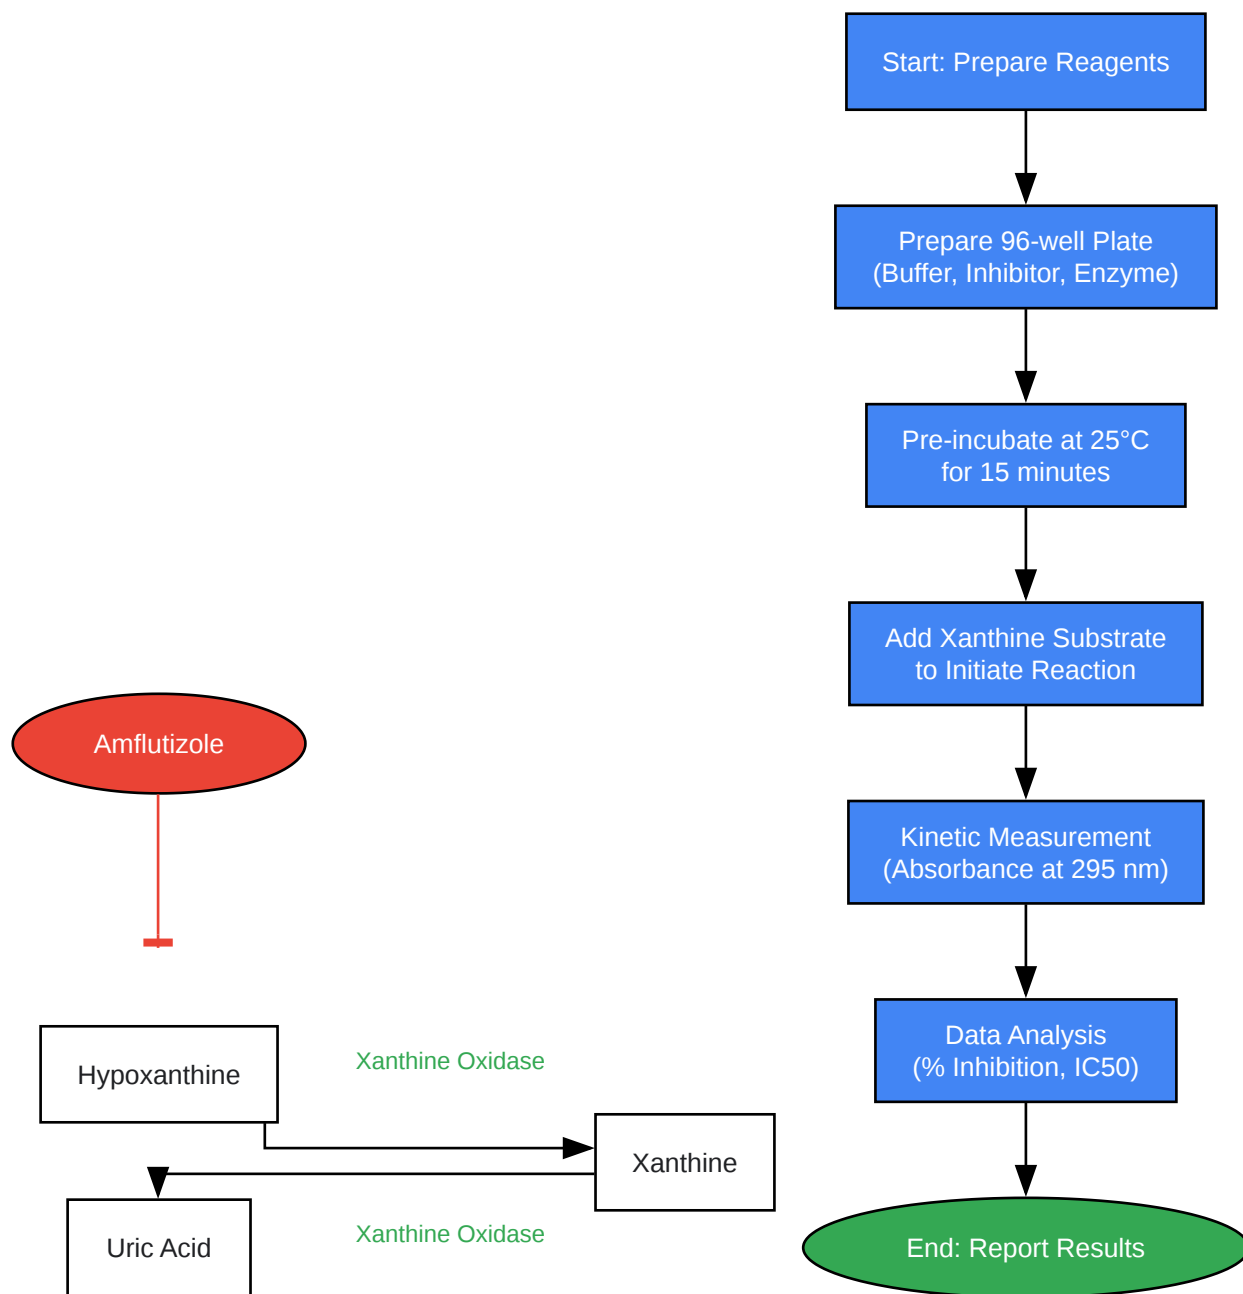 Start: Prepare Reagents
Prepare 96-well Plate
(Buffer, Inhibitor, Enzyme)
Pre-incubate at 25°C
for 15 minutes
Add Xanthine Substrate
to Initiate Reaction
Amflutizole
Kinetic Measurement
(Absorbance at 295 nm)
Data Analysis
(% Inhibition, IC50)
Hypoxanthine
Xanthine Oxidase
Xanthine
Uric Acid
Xanthine Oxidase
End: Report Results